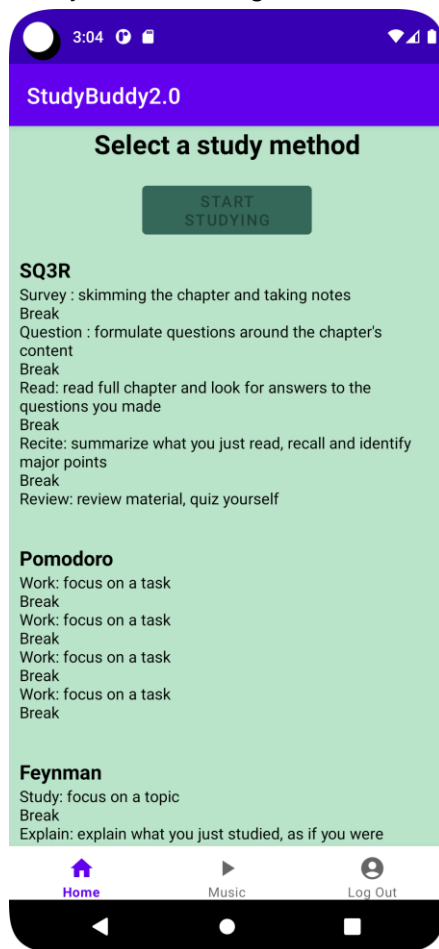 3:04
StudyBuddy2.0
Select a study method
START
STUDYING
SQ3R
Survey : skimming the chapter and taking notes
Break
Question : formulate questions around the chapter's
content
Break
Read: read full chapter and look for answers to the
questions you made
Break
Recite: summarize what you just read, recall and identify
major points
Break
Review: review material, quiz yourself
Pomodoro
Work: focus on a task
Break
Work: focus on a task
Break
Work: focus on a task
Break
Work: focus on a task
Break
Feynman
Study: focus on a topic
Break
Explain: explain what you just studied, as if you were
Home Music Log Out